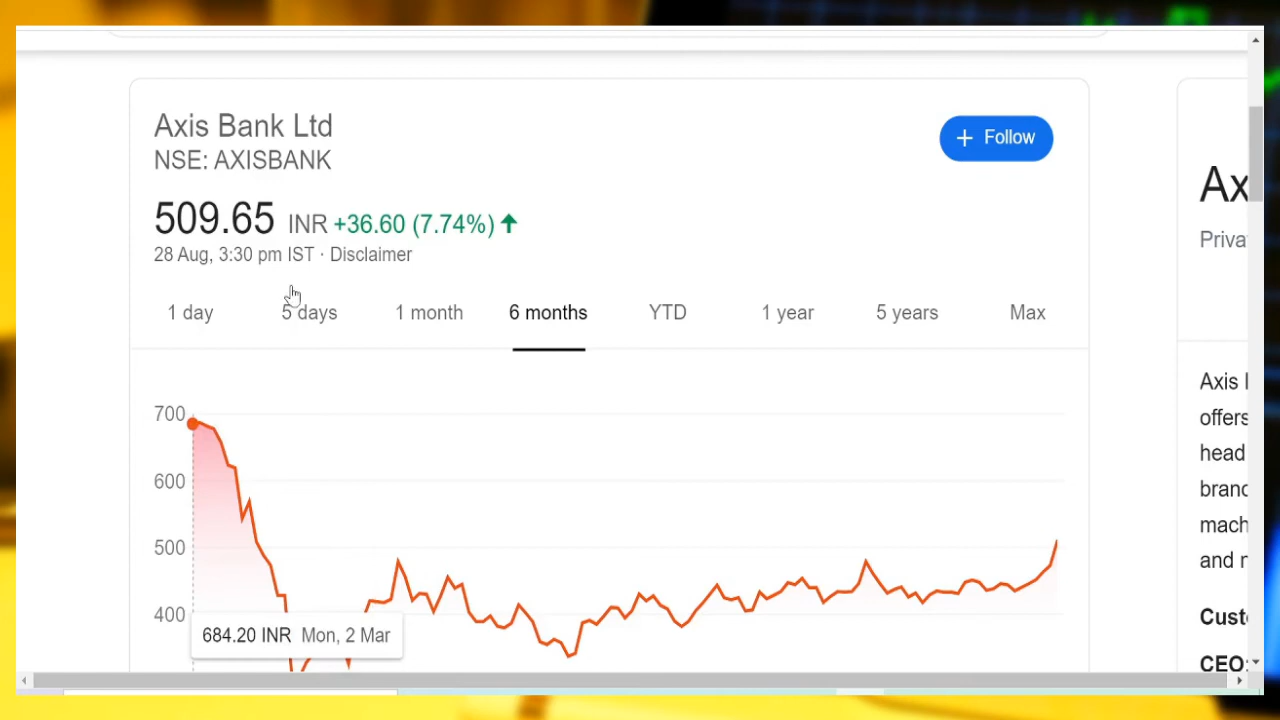 Axis Bank Ltd
NSE: AXISBANK
+ Follow
509.65 INR +36.60 (7.74%)
28 Aug, 3:30 pm IST · Disclaimer
1 day 5 days 1 month 6 months YTD 1 year 5 years Max
700
600
500
400
684.20 INR Mon, 2 Mar
Ax
Priva
Axis
offers
head
branc
mach
and r
Custo
CEO: